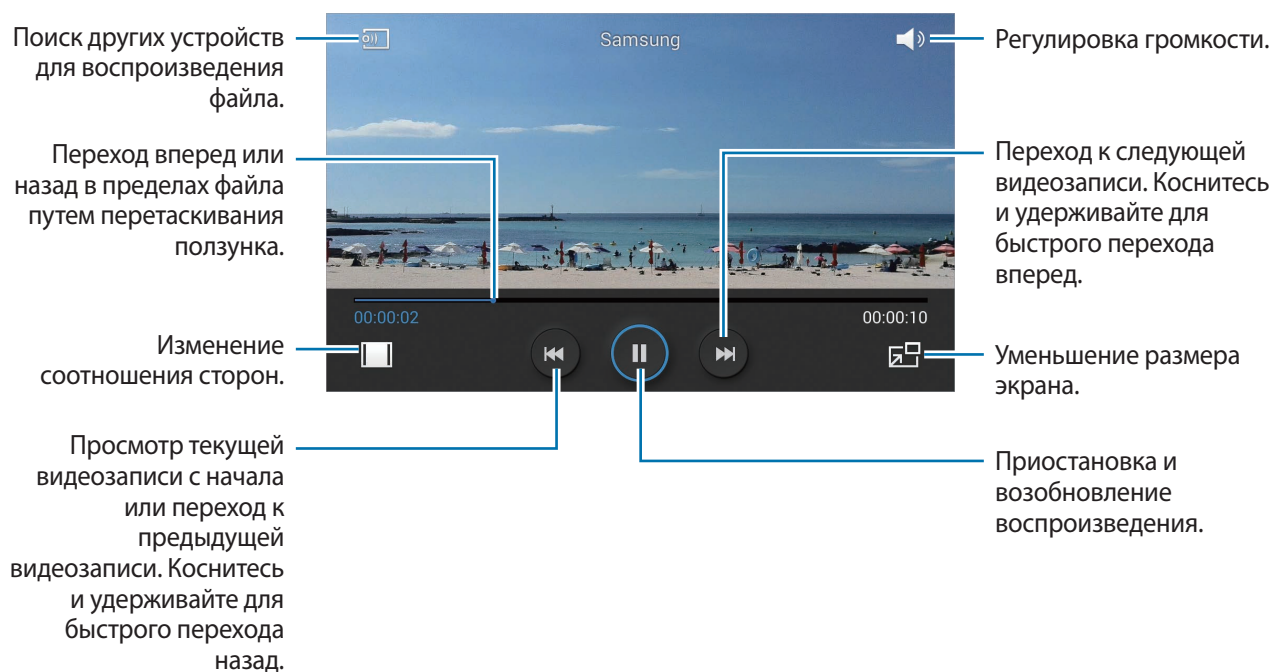 Поиск других устройств
для воспроизведения
файла.
Переход вперед или
назад в пределах файла
путем перетаскивания
ползунка.
Изменение
соотношения сторон.
Просмотр текущей
видеозаписи с начала
или переход к
предыдущей
видеозаписи. Коснитесь
и удерживайте для
быстрого перехода
назад.
Samsung
00:00:02
00:00:10
Регулировка громкости.
Переход к следующей
видеозаписи. Коснитесь
и удерживайте для
быстрого перехода
вперед.
Уменьшение размера
экрана.
Приостановка и
возобновление
воспроизведения.